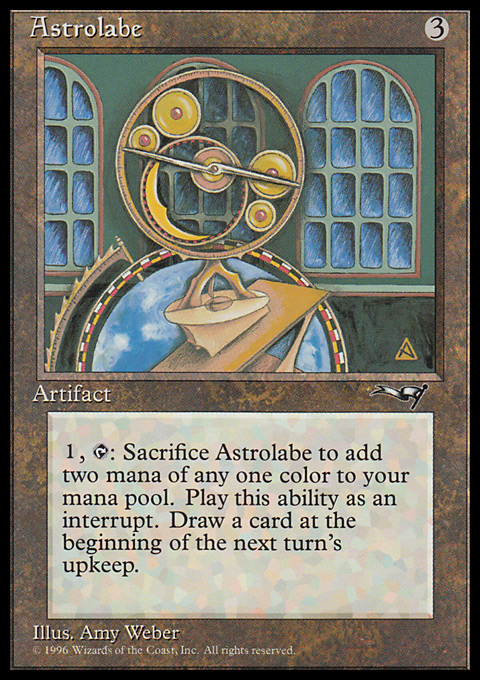 Astrolabe 3
Artifact
1, : Sacrifice Astrolabe to add
two mana of any one color to your
mana pool. Play this ability as an
interrupt. Draw a card at the
beginning of the next turn's
upkeep.
Illus. Amy Weber
© 1996 Wizards of the Coast, Inc. All rights reserved.